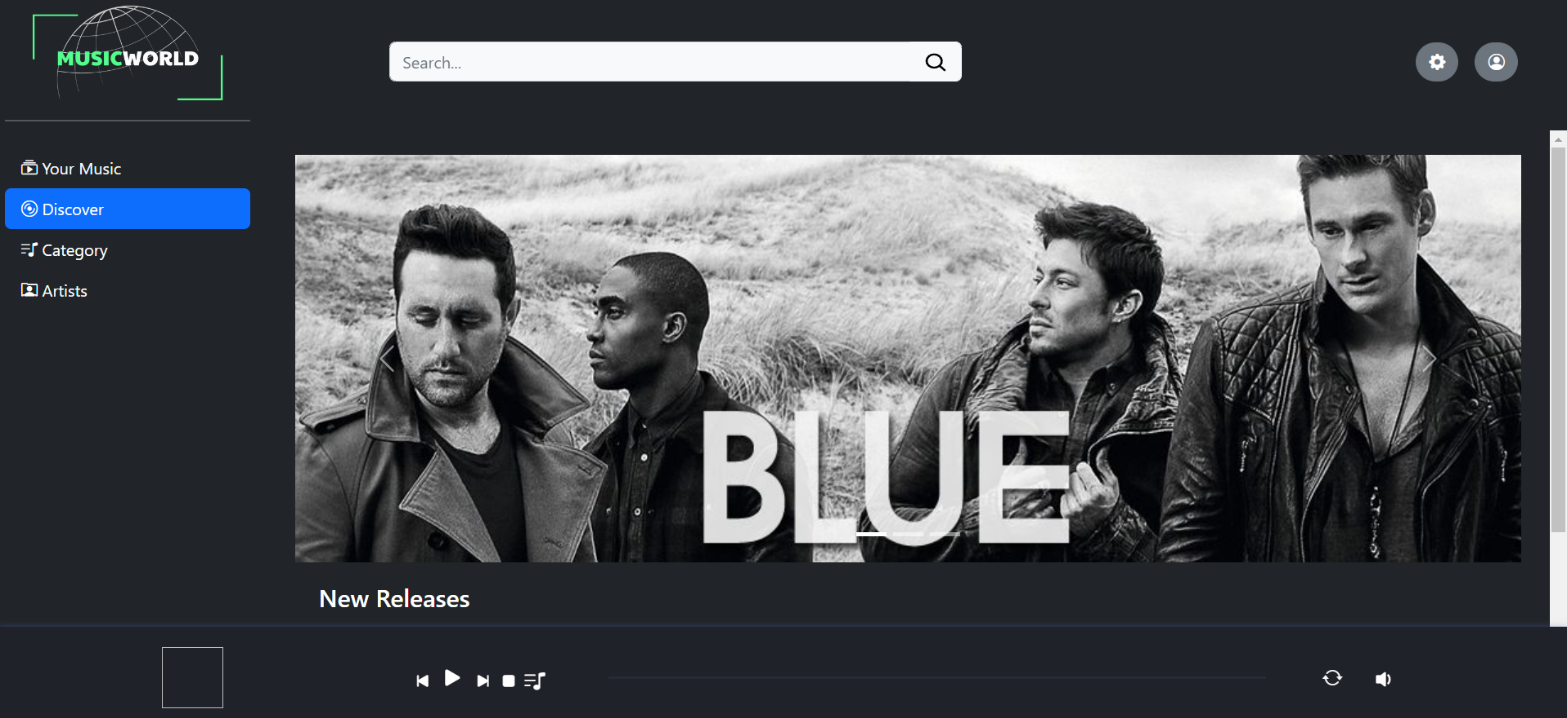 MUSICWORLD
Search...
Your Music
Discover
Category
Artists
BLUE
New Releases